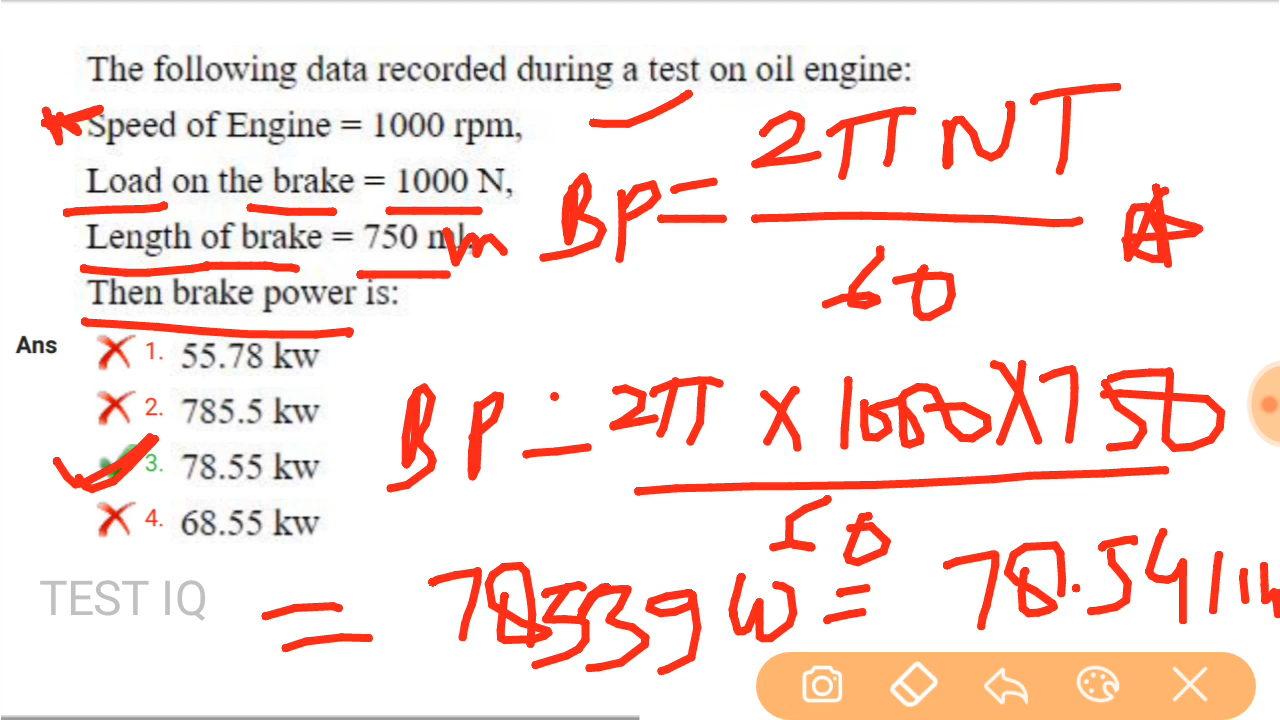 The following data recorded during a test on oil engine:
Speed of Engine = 1000 rpm,
Load on the brake = 1000 N,
Length of brake = 750 mm
Then brake power is:
BP = 2π NT
60
Ans
1. 55.78 kw
2. 785.5 kw
3. 78.55 kw
4. 68.55 kw
BP = 2π × 1000 × 750
60
= 78539 W = 78.54
TEST IQ